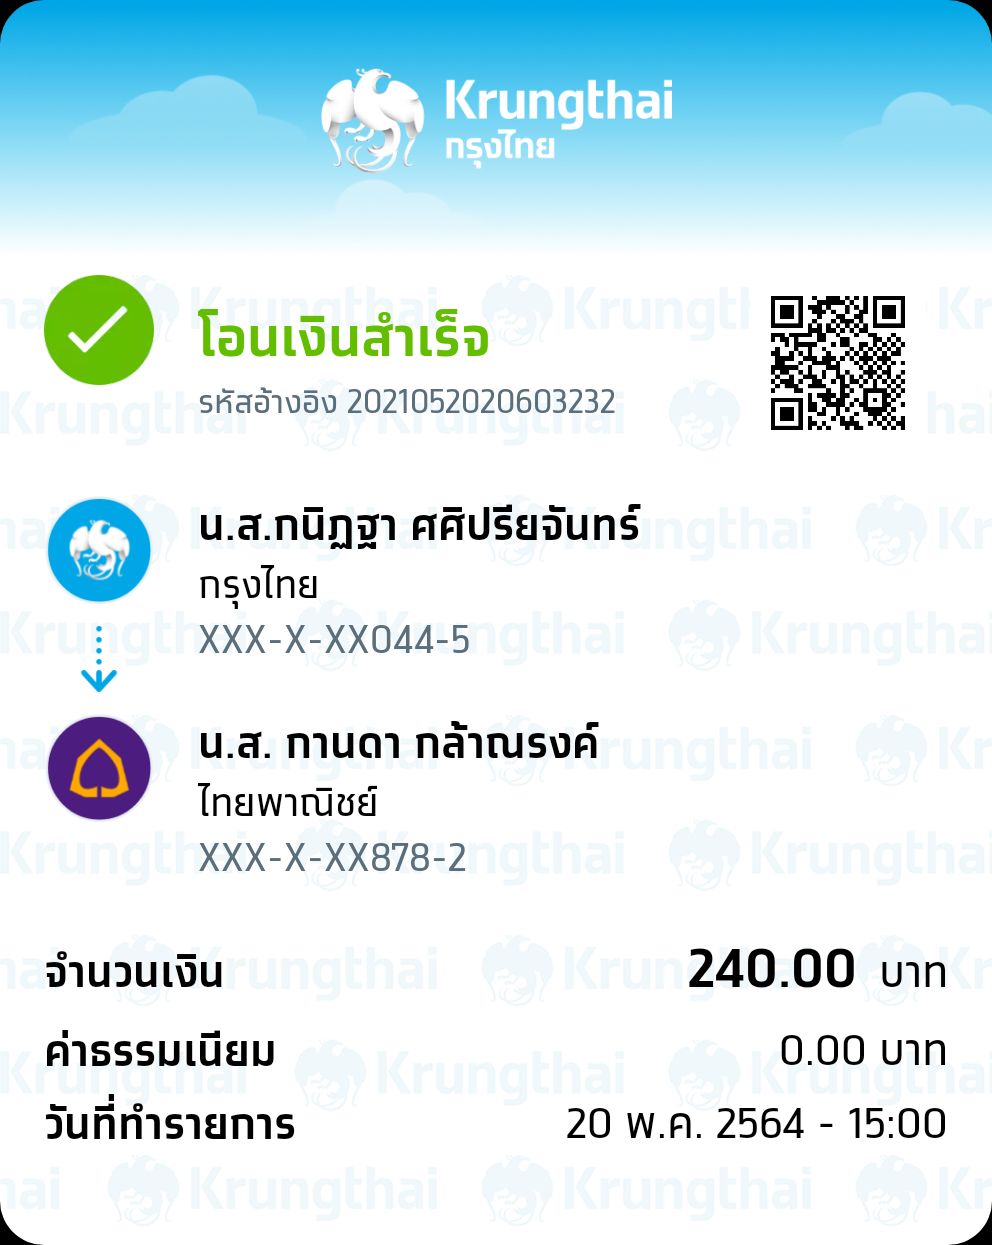 Krungthai
กรุงไทย
โอนเงินสำเร็จ
รหัสอ้างอิง 2021052020603232
น.ส.กนิฏฐา ศศิปรียจันทร์
กรุงไทย
XXX-X-XX044-5
น.ส. กานดา กล้าณรงค์
ไทยพาณิชย์
XXX-X-XX878-2
จำนวนเงิน 240.00 บาท
ค่าธรรมเนียม 0.00 บาท
วันที่ทำรายการ 20 พ.ค. 2564 - 15:00